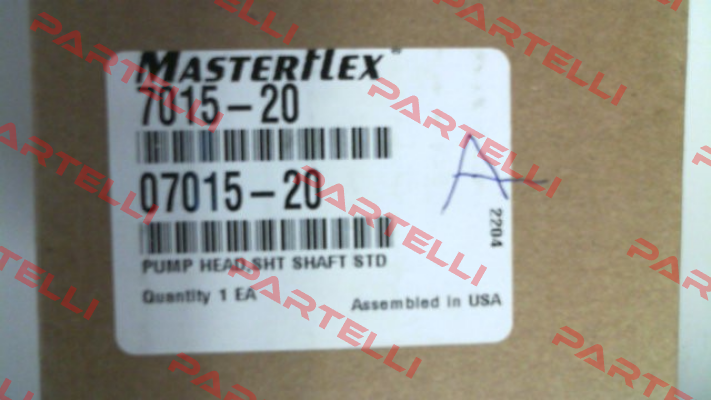 MASTERFLEX®
7015-20
07015-20
PUMP HEAD,SHT SHAFT STD
Quantity 1 EA
Assembled in USA
2204
A
PARTELLI
PARTELLI
PARTELLI
PARTELLI
PARTELLI
PARTELLI
PARTELLI
PARTELLI
PARTELLI